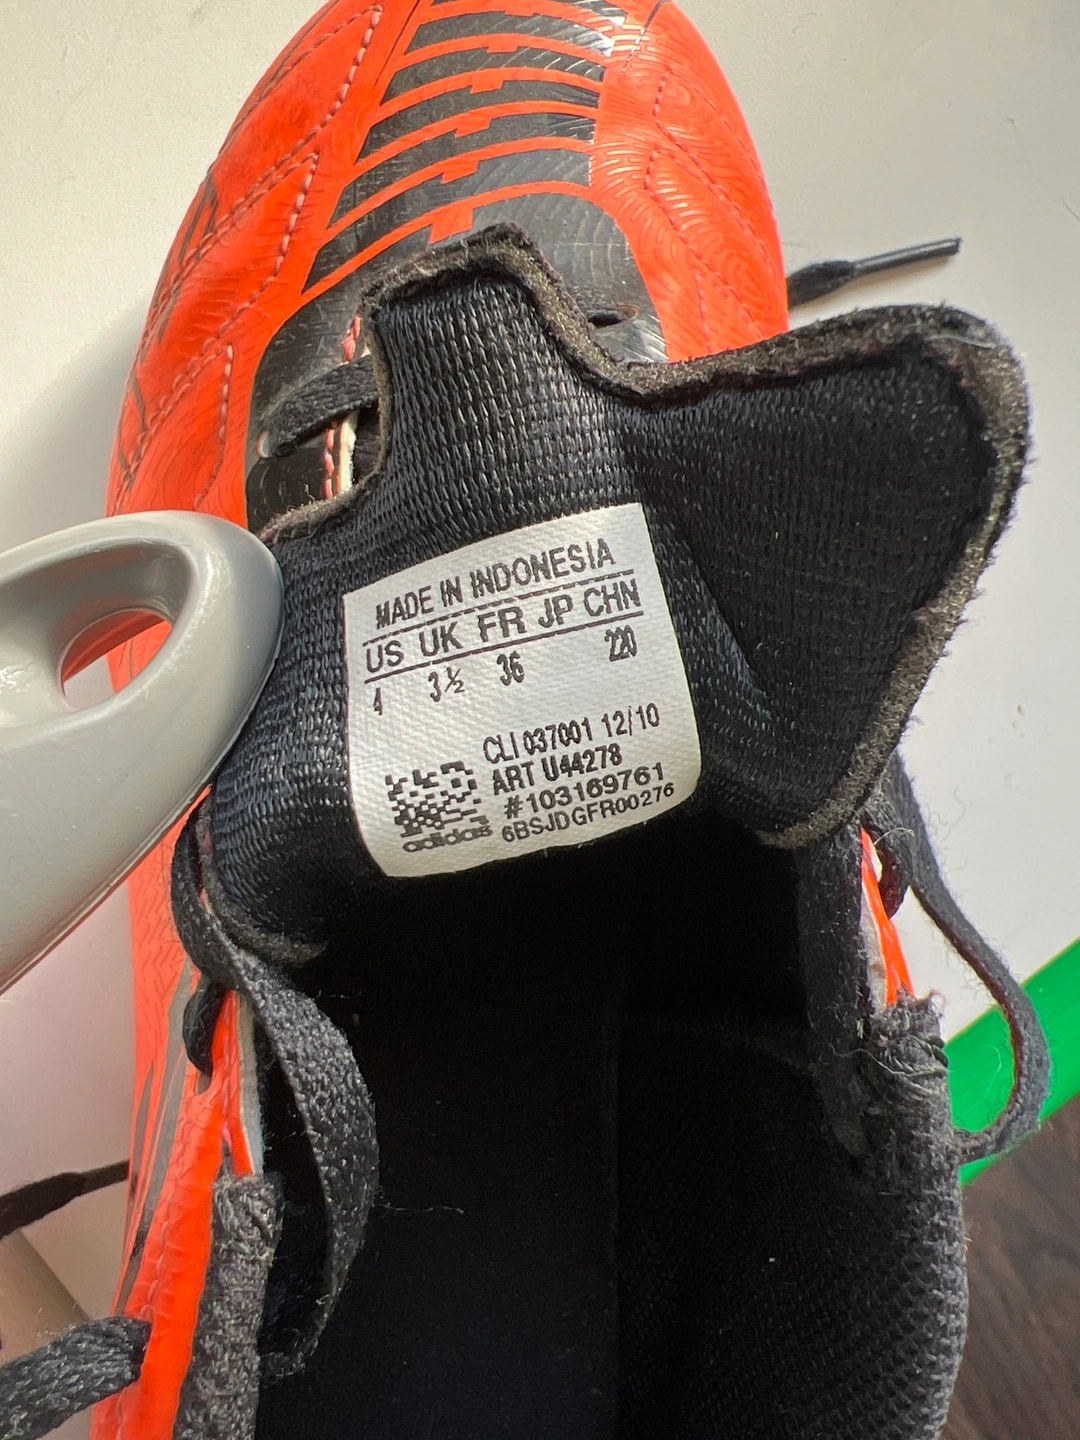 MADE IN INDONESIA
US UK FR JP CHN
4 3½ 36 220
CLI 037001 12/10
ART U44278
#103169761
6BSJDGFR00276
adidas